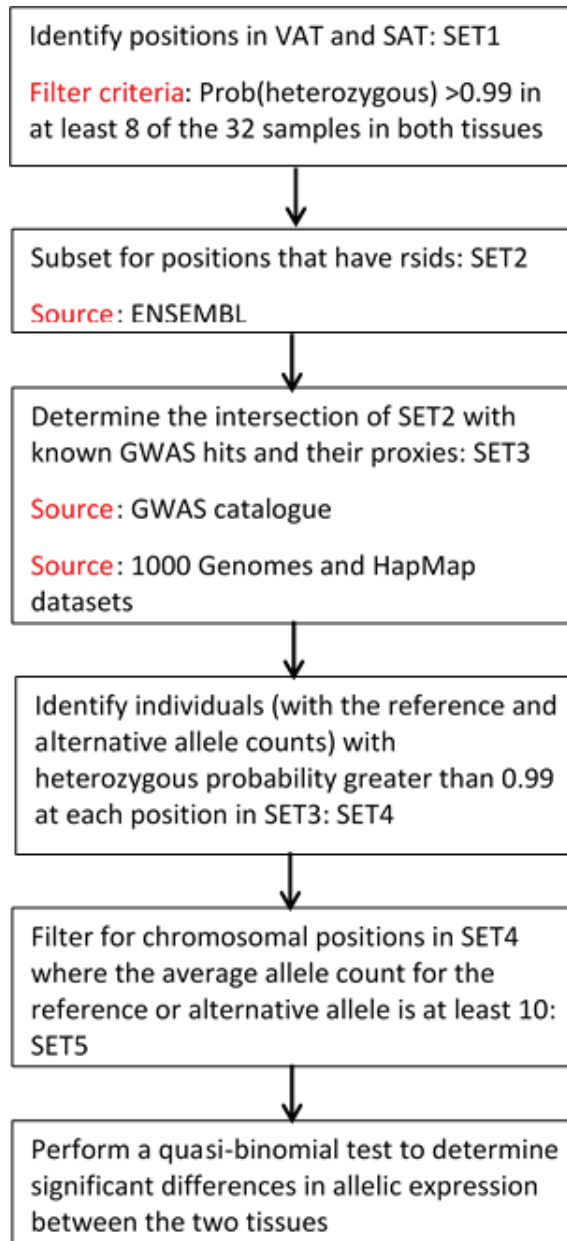 Identify positions in VAT and SAT: SET1
Filter criteria: Prob(heterozygous) >0.99 in
at least 8 of the 32 samples in both tissues
Subset for positions that have rsids: SET2
Source: ENSEMBL
Determine the intersection of SET2 with
known GWAS hits and their proxies: SET3
Source: GWAS catalogue
Source: 1000 Genomes and HapMap
datasets
Identify individuals (with the reference and
alternative allele counts) with
heterozygous probability greater than 0.99
at each position in SET3: SET4
Filter for chromosomal positions in SET4
where the average allele count for the
reference or alternative allele is at least 10:
SET5
Perform a quasi-binomial test to determine
significant differences in allelic expression
between the two tissues